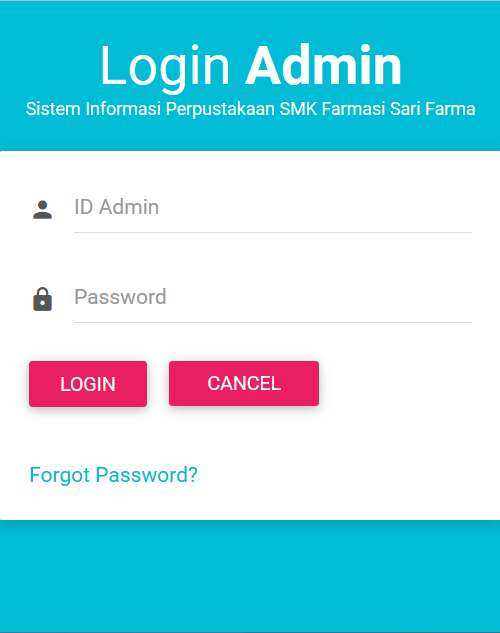 Login Admin
Sistem Informasi Perpustakaan SMK Farmasi Sari Farma
ID Admin
Password
LOGIN CANCEL
Forgot Password?